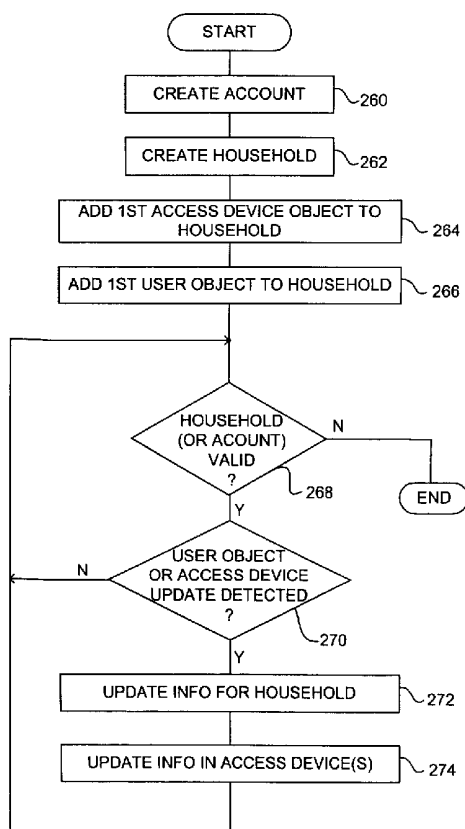 START
CREATE ACCOUNT
260
CREATE HOUSEHOLD
262
ADD 1ST ACCESS DEVICE OBJECT TO
HOUSEHOLD
264
ADD 1ST USER OBJECT TO HOUSEHOLD
266
HOUSEHOLD
(OR ACOUNT)
VALID
?
N
268
END
Y
USER OBJECT
OR ACCESS DEVICE
UPDATE DETECTED
?
N
270
Y
UPDATE INFO FOR HOUSEHOLD
272
UPDATE INFO IN ACCESS DEVICE(S)
274